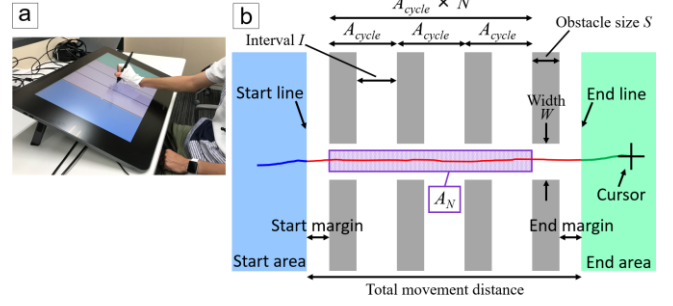 a
b
A_cycle × N
Obstacle size S
Interval I
A_cycle
A_cycle
A_cycle
Start line
Width
W
End line
A_N
Cursor
Start margin
End margin
Start area
End area
Total movement distance